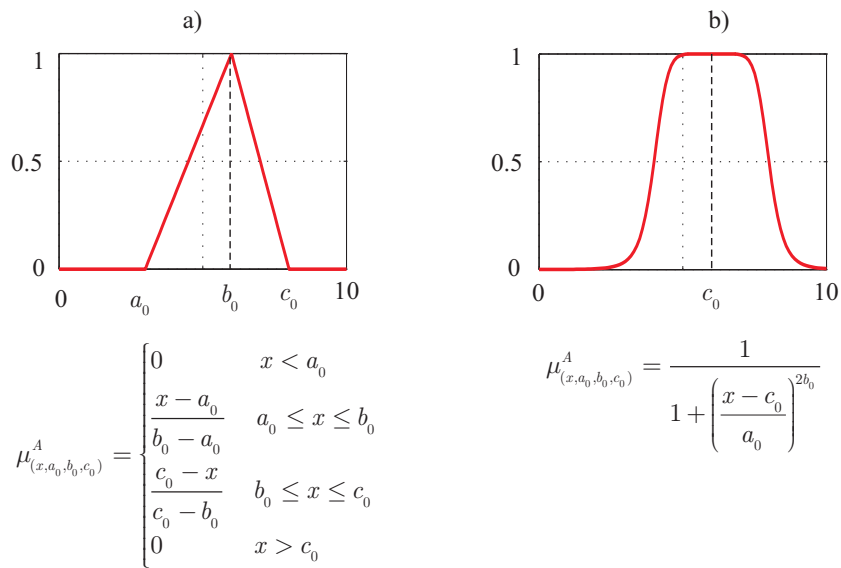 a) b)
1 1
0.5 0.5
0 0
0 a₀ b₀ c₀ 10 0 c₀ 10
μᴬ₍ₓ,ₐ₀,b₀,c₀₎ = { 0 x < a₀
(x − a₀)/(b₀ − a₀) a₀ ≤ x ≤ b₀
(c₀ − x)/(c₀ − b₀) b₀ ≤ x ≤ c₀
0 x > c₀
μᴬ₍ₓ,ₐ₀,b₀,c₀₎ = 1/(1 + ((x − c₀)/a₀)^(2b₀))